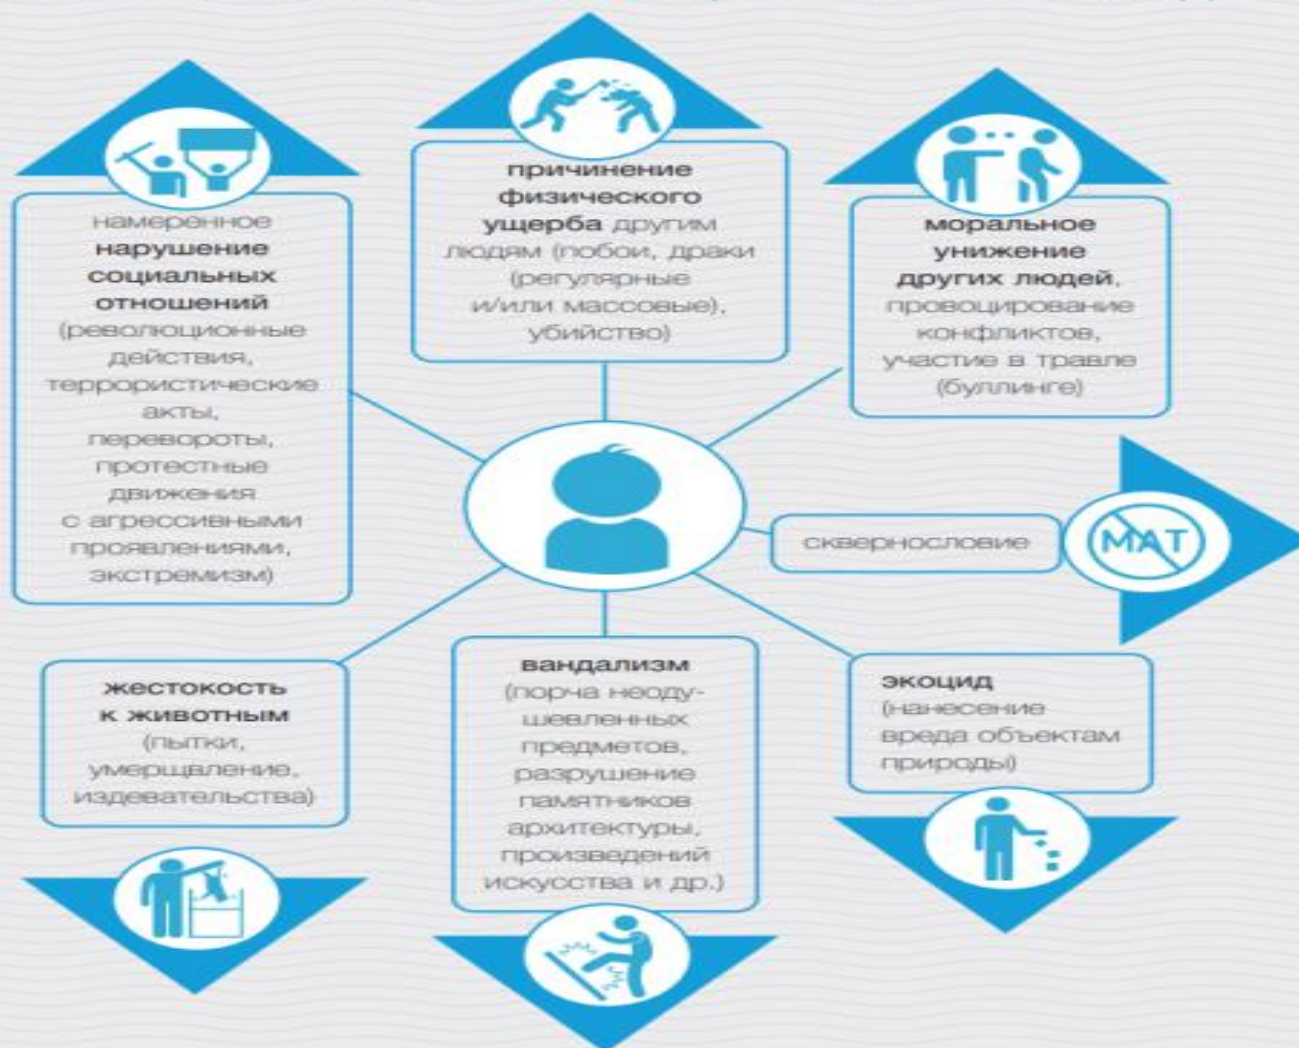 намеренное
нарушение
социальных
отношений
(революционные
действия,
террористические
акты,
перевороты,
протестные
движения
с агрессивными
проявлениями,
экстремизм)
причинение
физического
ущерба другим
людям (побои, драки
(регулярные
и/или массовые),
убийство)
моральное
унижение
других людей,
провоцирование
конфликтов,
участие в травле
(буллинге)
сквернословие
МАТ
жестокость
к животным
(пытки,
умерщвление,
издевательства)
вандализм
(порча неоду-
шевленных
предметов,
разрушение
памятников
архитектуры,
произведений
искусства и др.)
экоцид
(нанесение
вреда объектам
природы)